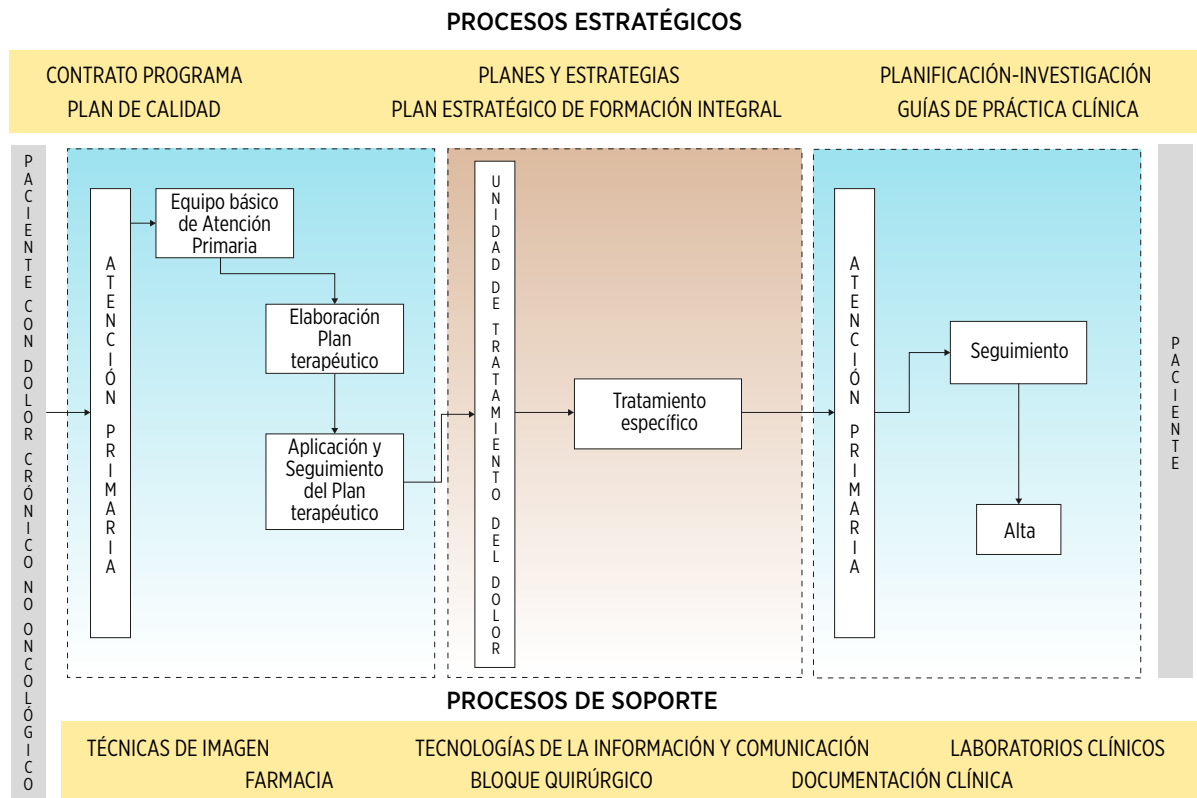 PROCESOS ESTRATÉGICOS
CONTRATO PROGRAMA
PLANES Y ESTRATEGIAS
PLANIFICACIÓN-INVESTIGACIÓN
PLAN DE CALIDAD
PLAN ESTRATÉGICO DE FORMACIÓN INTEGRAL
GUÍAS DE PRÁCTICA CLÍNICA
PACIENTE CON DOLOR CRÓNICO NO ONCOLÓGICO
ATENCIÓN PRIMARIA
Equipo básico
de Atención
Primaria
Elaboración
Plan
terapéutico
Aplicación y
Seguimiento
del Plan
terapéutico
UNIDAD DE TRATAMIENTO DEL DOLOR
Tratamiento
específico
ATENCIÓN PRIMARIA
Seguimiento
Alta
PACIENTE
PROCESOS DE SOPORTE
TÉCNICAS DE IMAGEN
TECNOLOGÍAS DE LA INFORMACIÓN Y COMUNICACIÓN
LABORATORIOS CLÍNICOS
FARMACIA
BLOQUE QUIRÚRGICO
DOCUMENTACIÓN CLÍNICA